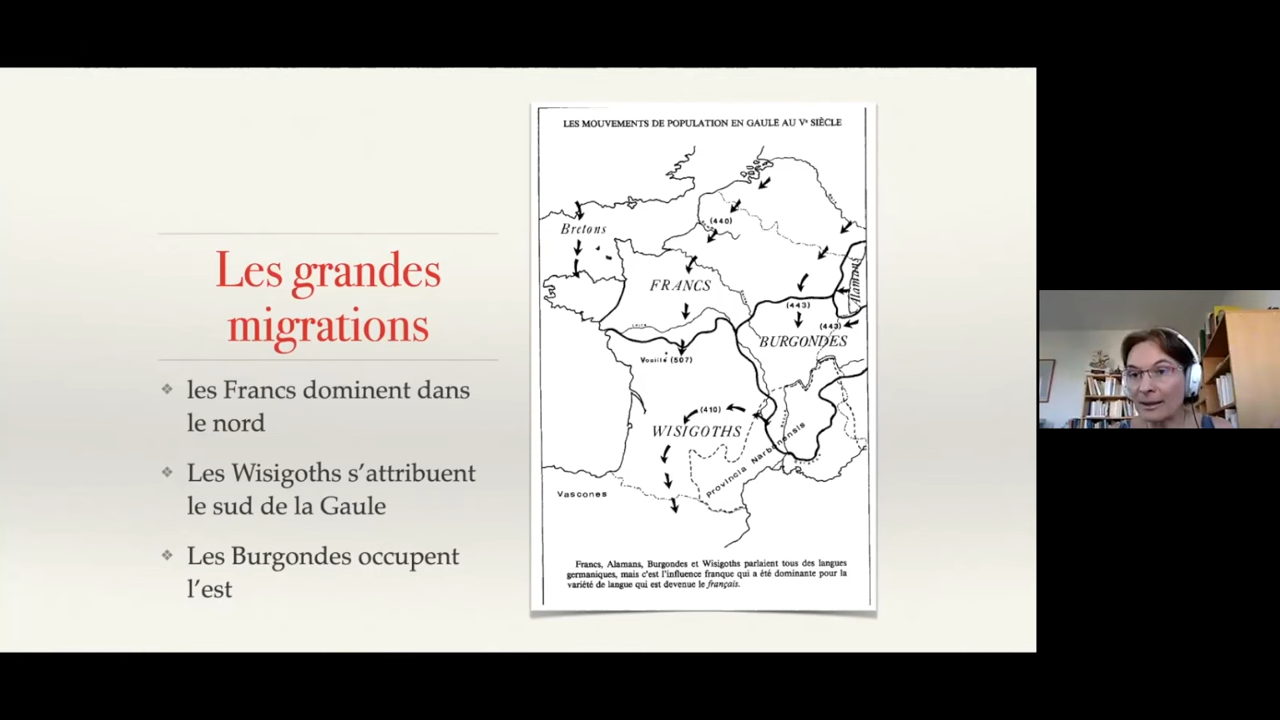 Les grandes
migrations
❖ les Francs dominent dans
le nord
❖ Les Wisigoths s’attribuent
le sud de la Gaule
❖ Les Burgondes occupent
l’est
LES MOUVEMENTS DE POPULATION EN GAULE AU Vᵉ SIÈCLE
(440)
Bretons
Alamans
FRANCS
(443)
(443)
BURGONDES
Vouillé (507)
(410)
WISIGOTHS
Provincia Narbonensis
Vascones
Francs, Alamans, Burgondes et Wisigoths parlaient tous des langues
germaniques, mais c'est l'influence franque qui a été dominante pour la
variété de langue qui est devenue le français.